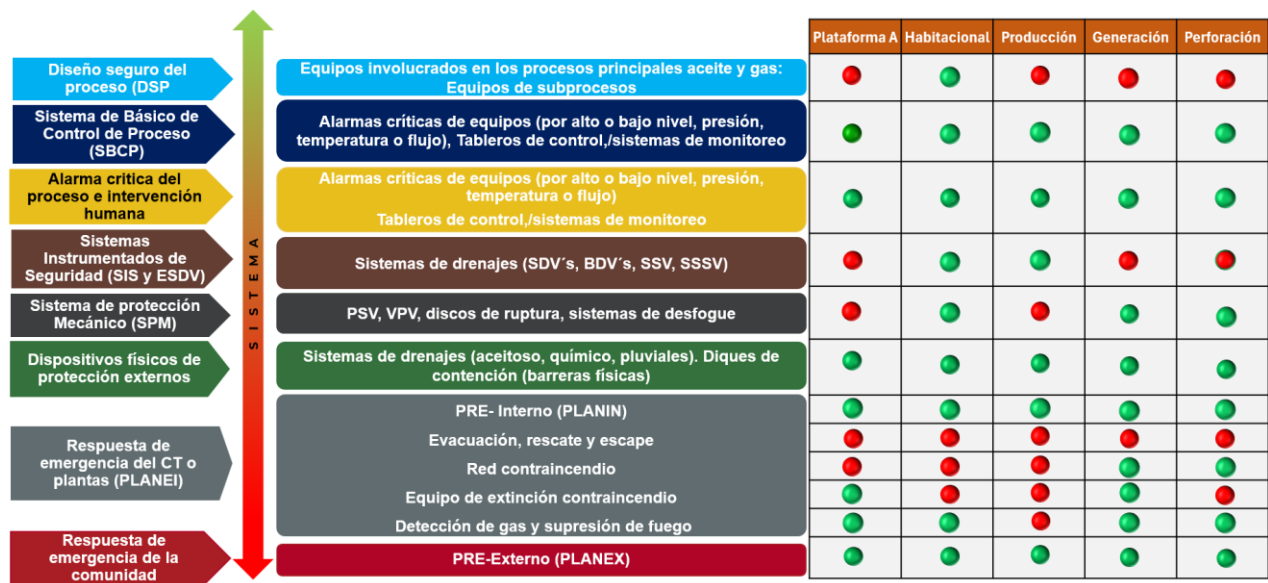 Plataforma A Habitacional Producción Generación Perforación
Diseño seguro del
proceso (DSP
Equipos involucrados en los procesos principales aceite y gas:
Equipos de subprocesos
Sistema de Básico de
Control de Proceso
(SBCP)
Alarmas críticas de equipos (por alto o bajo nivel, presión,
temperatura o flujo), Tableros de control,/sistemas de monitoreo
Alarma critica del
proceso e intervención
humana
Alarmas críticas de equipos (por alto o bajo nivel, presión,
temperatura o flujo)
Tableros de control,/sistemas de monitoreo
Sistemas
Instrumentados de
Seguridad (SIS y ESDV)
SISTEMA
Sistemas de drenajes (SDV´s, BDV´s, SSV, SSSV)
Sistema de protección
Mecánico (SPM)
PSV, VPV, discos de ruptura, sistemas de desfogue
Dispositivos físicos de
protección externos
Sistemas de drenajes (aceitoso, químico, pluviales). Diques de
contención (barreras físicas)
Respuesta de
emergencia del CT o
plantas (PLANEI)
PRE- Interno (PLANIN)
Evacuación, rescate y escape
Red contraincendio
Equipo de extinción contraincendio
Detección de gas y supresión de fuego
Respuesta de
emergencia de la
comunidad
PRE-Externo (PLANEX)